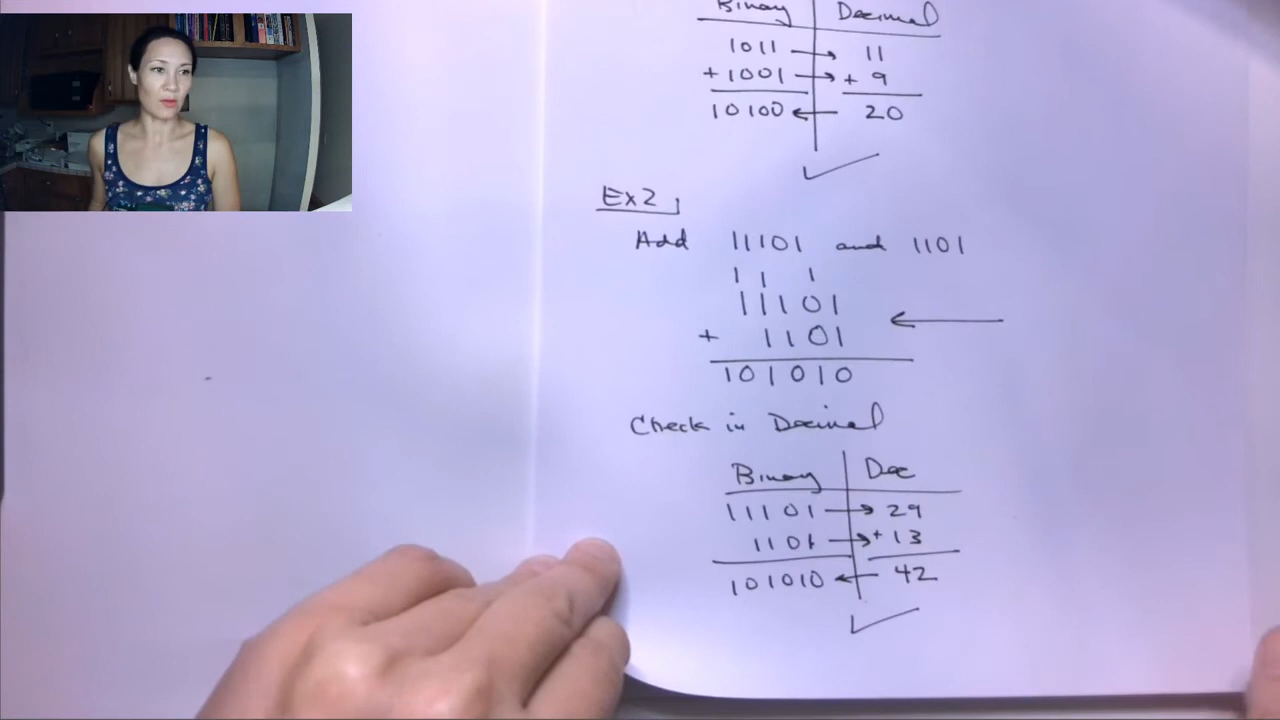 Binary Decimal
1011 → 11
+ 1001 → + 9
10100 ← 20
Ex2
Add 11101 and 1101
1 1 1
11101
+ 1101
101010
Check in Decimal
Binary Dec
11101 → 29
1101 → + 13
101010 ← 42